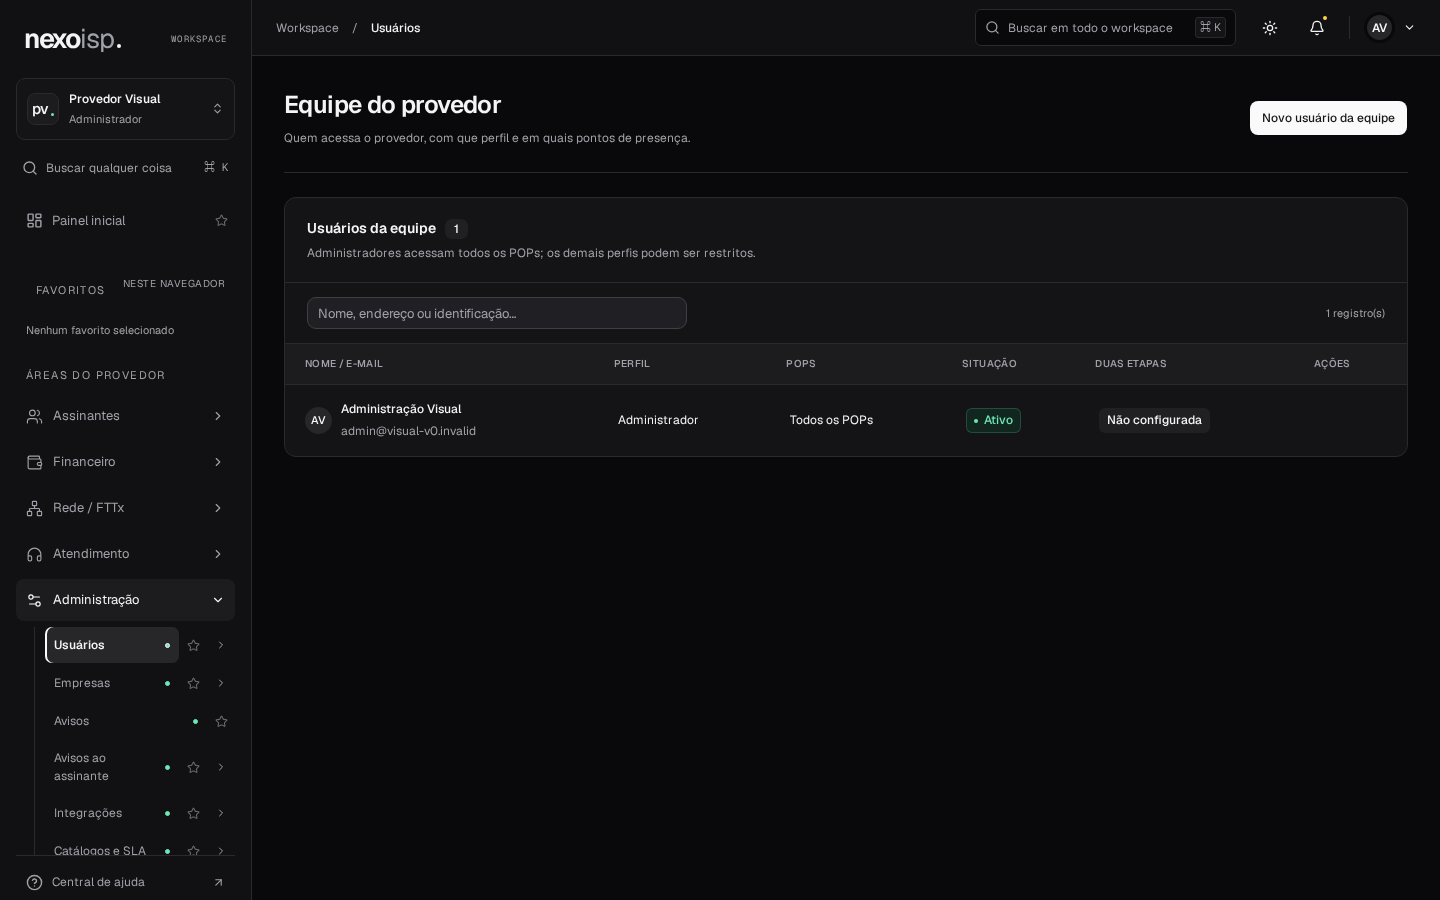 nexoisp.
WORKSPACE
pv.
Provedor Visual
Administrador
Buscar qualquer coisa
⌘ K
Painel inicial
FAVORITOS
NESTE NAVEGADOR
Nenhum favorito selecionado
ÁREAS DO PROVEDOR
Assinantes
Financeiro
Rede / FTTx
Atendimento
Administração
Usuários
Empresas
Avisos
Avisos ao
assinante
Integrações
Catálogos e SLA
Central de ajuda
Workspace / Usuários
Buscar em todo o workspace
⌘ K
AV
Equipe do provedor
Quem acessa o provedor, com que perfil e em quais pontos de presença.
Novo usuário da equipe
Usuários da equipe 1
Administradores acessam todos os POPs; os demais perfis podem ser restritos.
Nome, endereço ou identificação...
1 registro(s)
NOME / E-MAIL PERFIL POPS SITUAÇÃO DUAS ETAPAS AÇÕES
AV
Administração Visual
admin@visual-v0.invalid
Administrador
Todos os POPs
Ativo
Não configurada